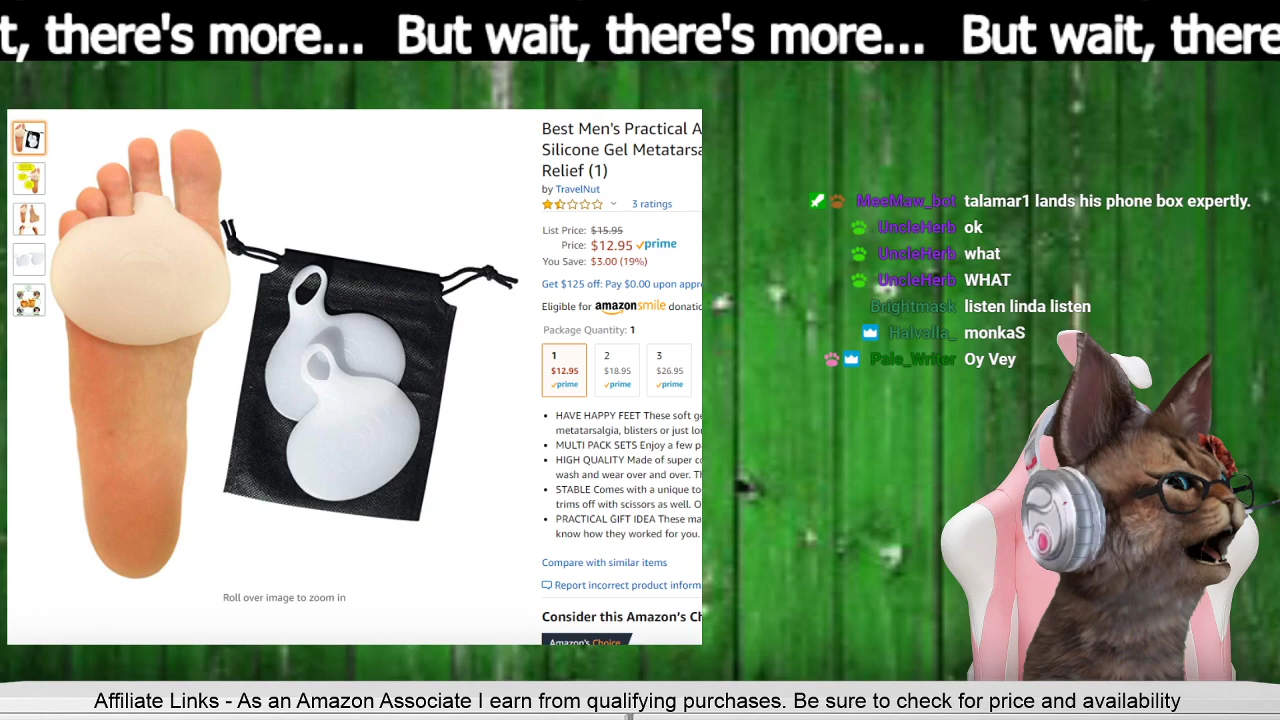 t, there's more... But wait, there's more... But wait, there
Best Men's Practical A
Silicone Gel Metatarsa
Relief (1)
by TravelNut
3 ratings
List Price: $15.95
Price: $12.95 prime
You Save: $3.00 (19%)
Get $125 off: Pay $0.00 upon appr
Eligible for amazonsmile donatio
Package Quantity: 1
1 2 3
$12.95 $18.95 $26.95
prime prime prime
HAVE HAPPY FEET These soft ge
metatarsalgia, blisters or just lo
MULTI PACK SETS Enjoy a few p
HIGH QUALITY Made of super co
wash and wear over and over. Th
STABLE Comes with a unique to
trims off with scissors as well. O
PRACTICAL GIFT IDEA These ma
know how they worked for you.
Compare with similar items
Report incorrect product inform
Roll over image to zoom in
Consider this Amazon's Ch
Amazon's Choice
MeeMaw_bot talamar1 lands his phone box expertly.
UncleHerb ok
UncleHerb what
UncleHerb WHAT
Brightmask listen linda listen
Halvalla_ monkaS
Pale_Writer Oy Vey
Affiliate Links - As an Amazon Associate I earn from qualifying purchases. Be sure to check for price and availability